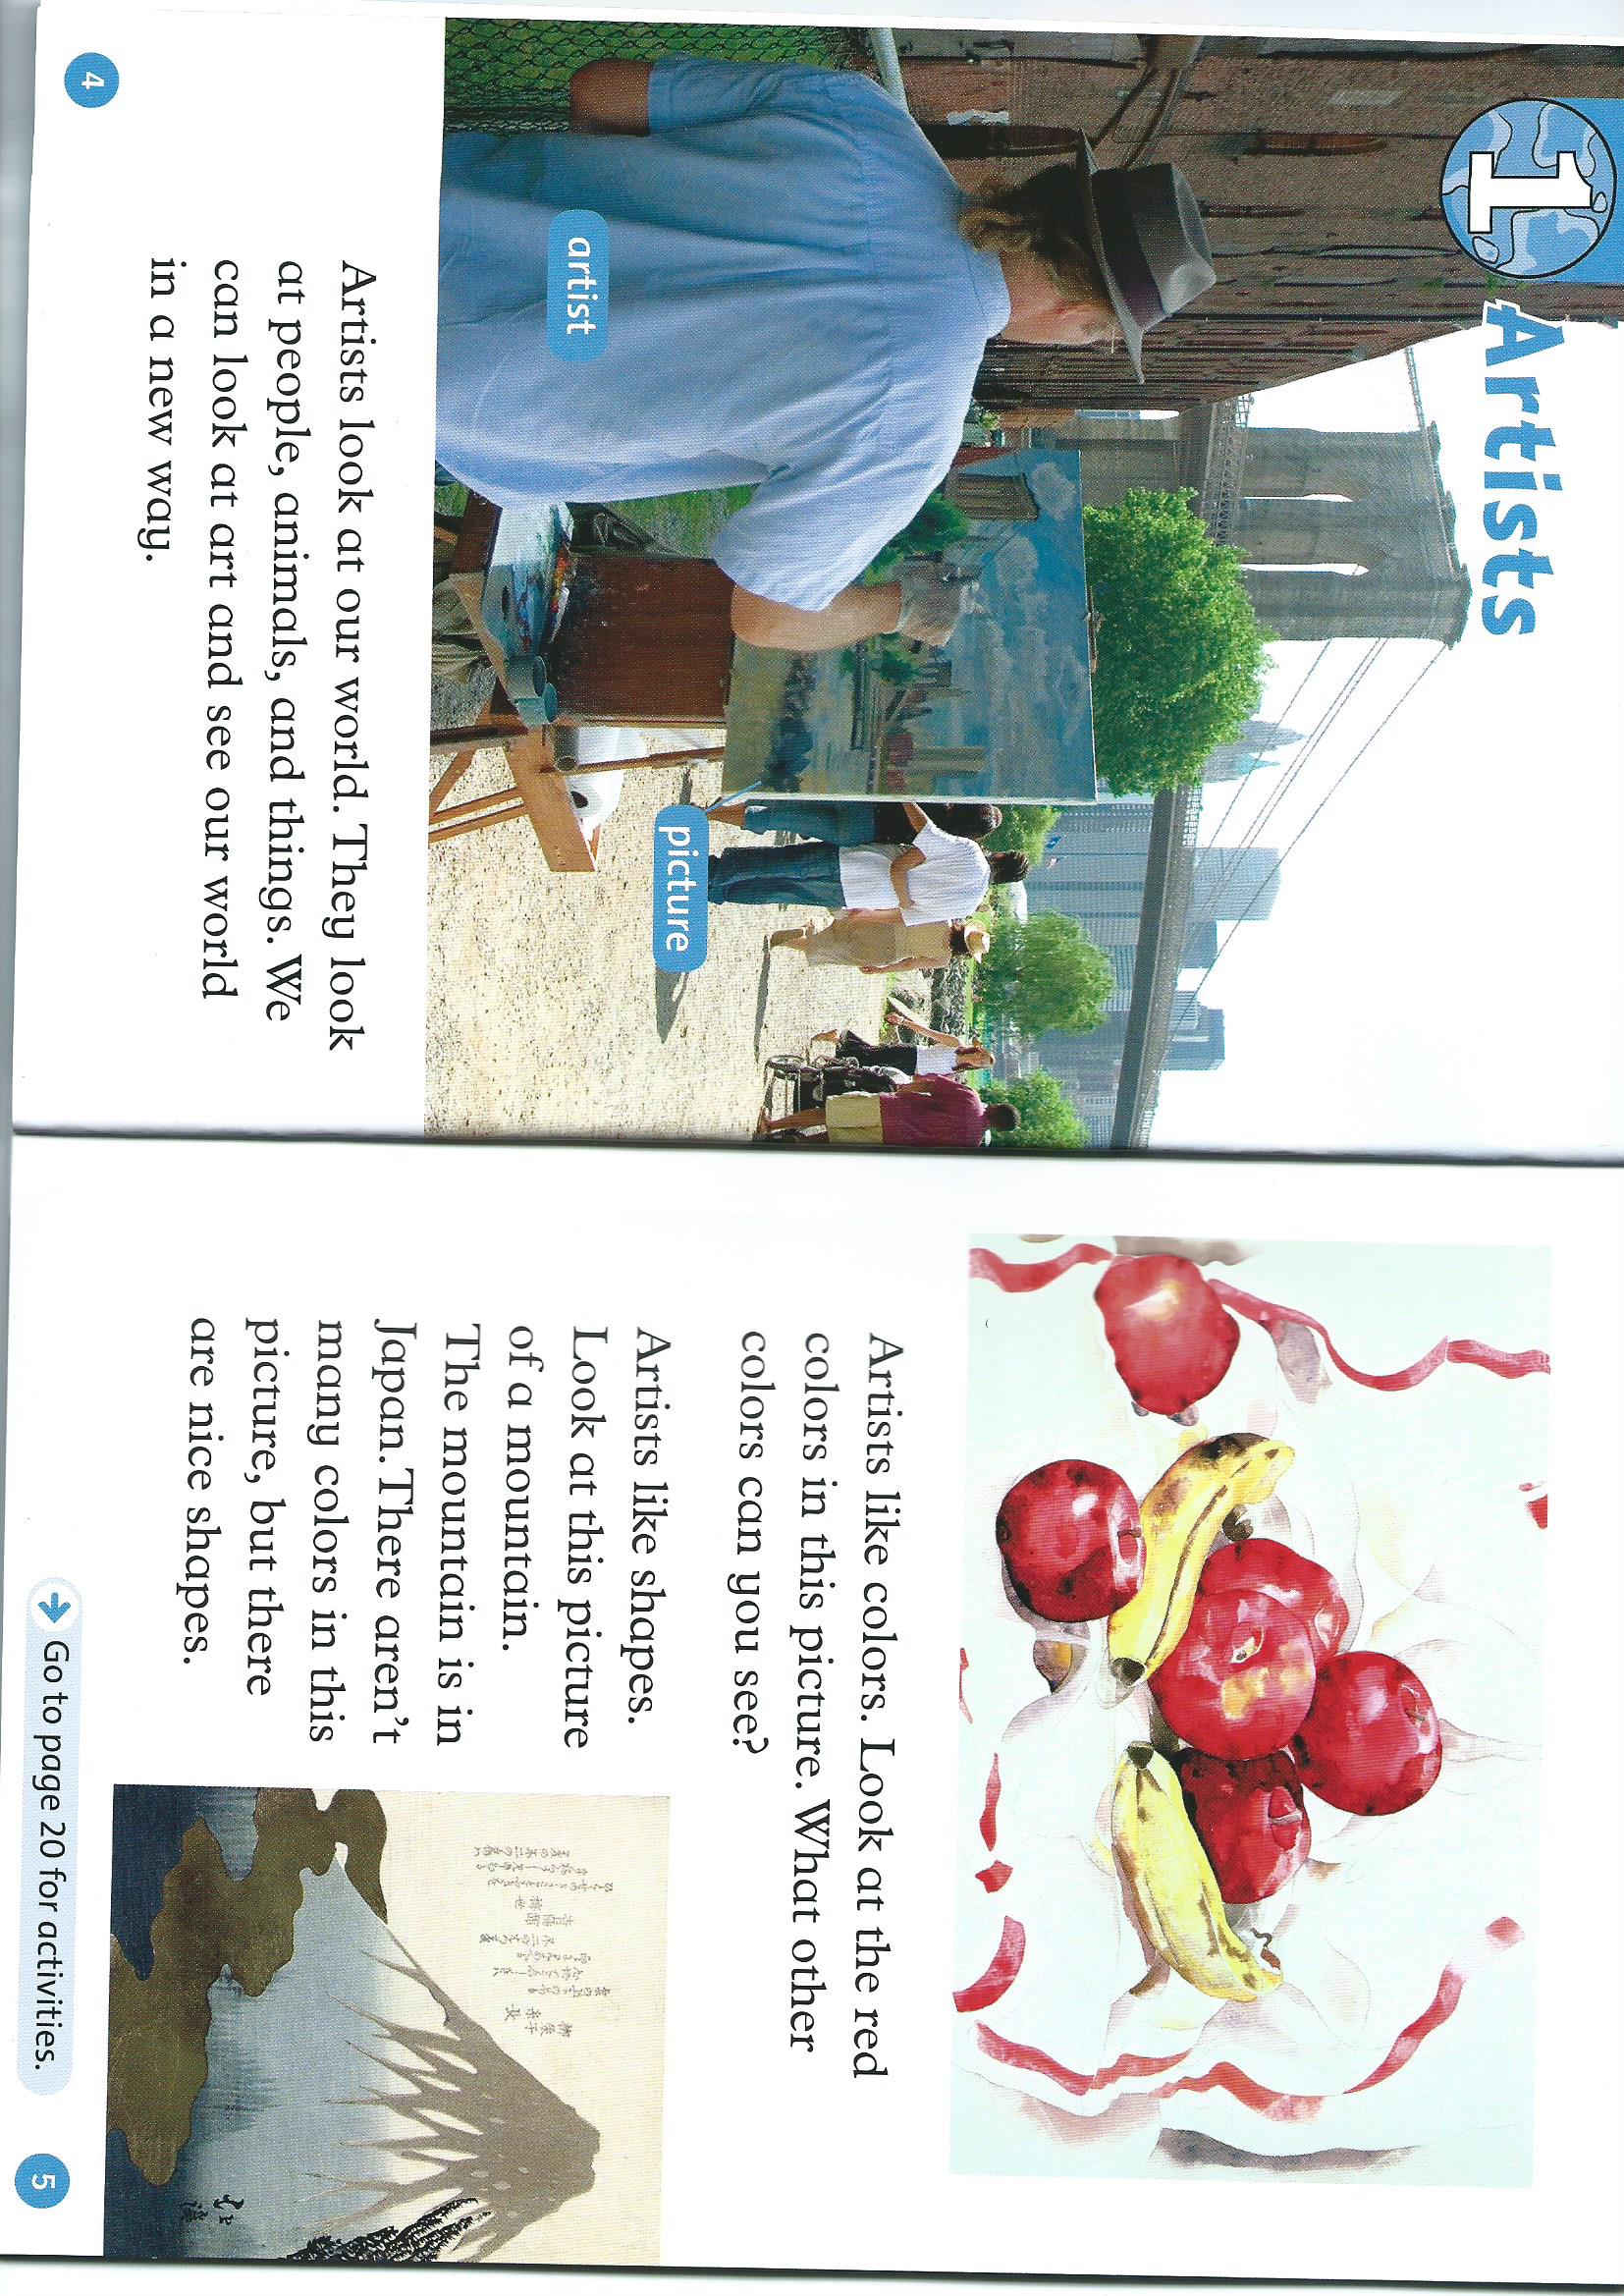 1
Artists
artist
picture
Artists look at our world. They look
at people, animals, and things. We
can look at art and see our world
in a new way.
4
Artists like colors. Look at the red
colors in this picture. What other
colors can you see?
Artists like shapes.
Look at this picture
of a mountain.
The mountain is in
Japan. There aren't
many colors in this
picture, but there
are nice shapes.
Go to page 20 for activities.
5